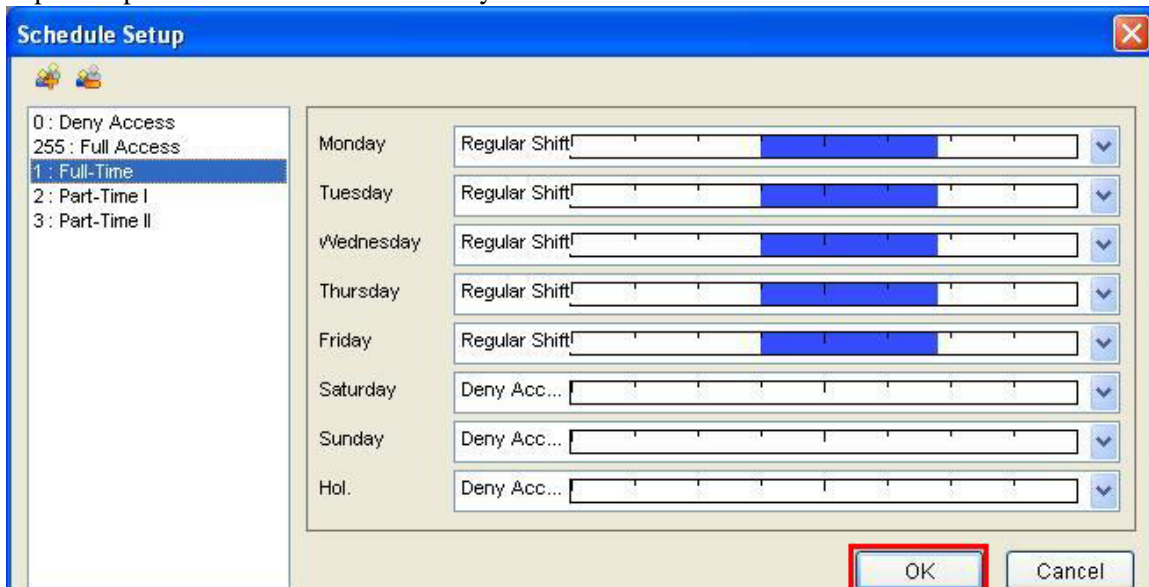 Schedule Setup
0 : Deny Access
255 : Full Access
1 : Full-Time
2 : Part-Time I
3 : Part-Time II
Monday Regular Shift
Tuesday Regular Shift
Wednesday Regular Shift
Thursday Regular Shift
Friday Regular Shift
Saturday Deny Acc...
Sunday Deny Acc...
Hol. Deny Acc...
OK Cancel